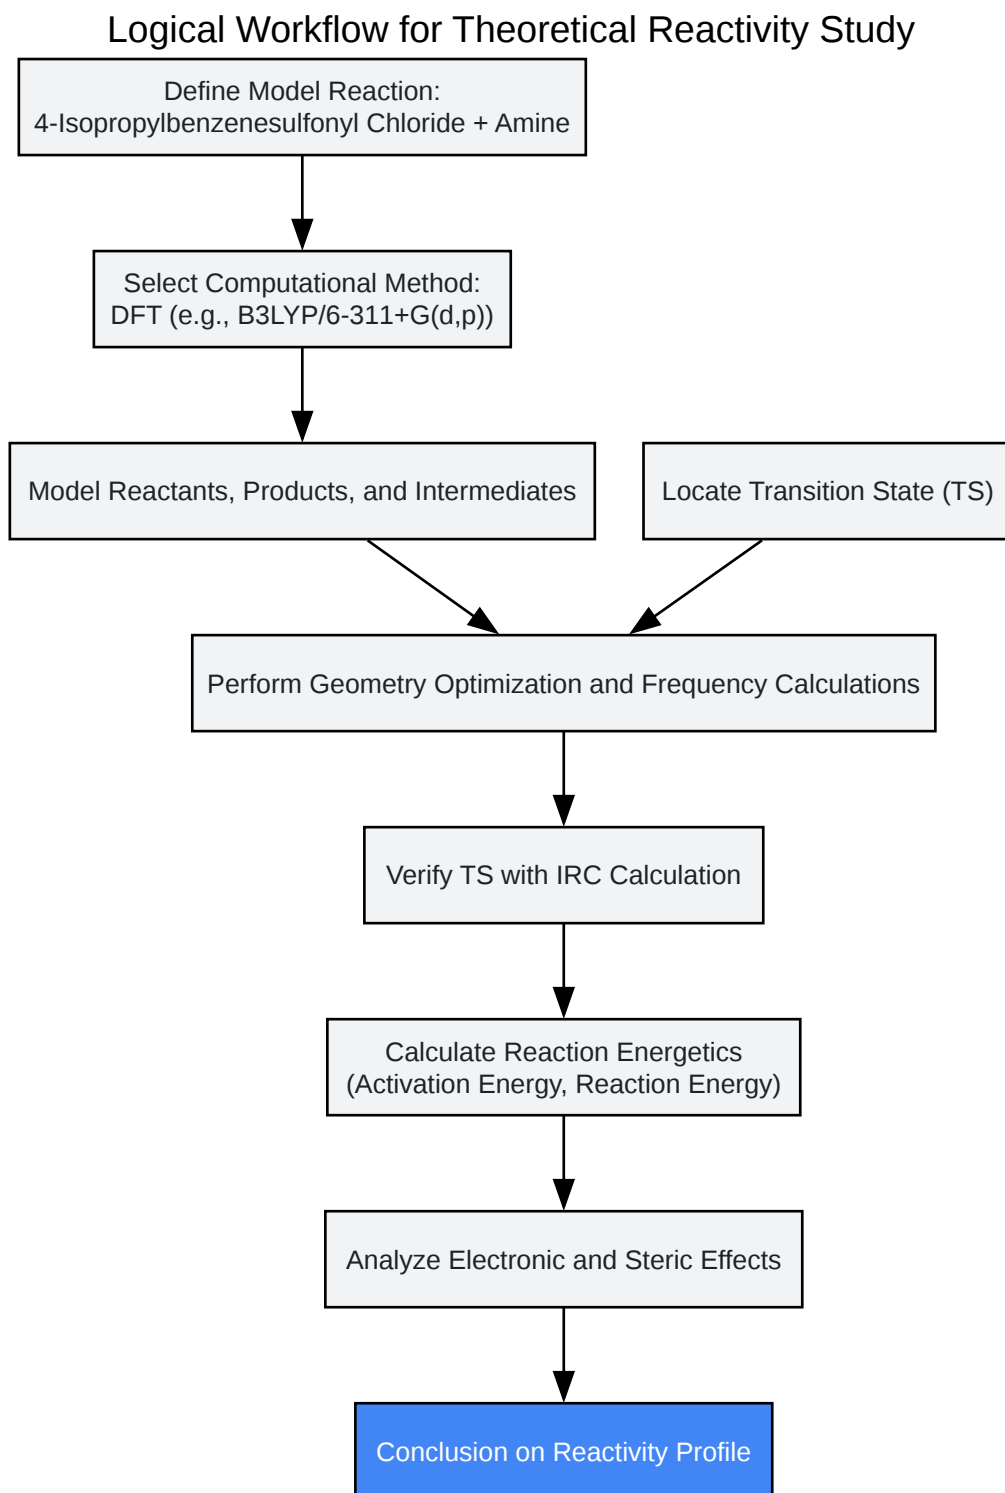 Logical Workflow for Theoretical Reactivity Study
Define Model Reaction:
4-Isopropylbenzenesulfonyl Chloride + Amine
Select Computational Method:
DFT (e.g., B3LYP/6-311+G(d,p))
Model Reactants, Products, and Intermediates
Locate Transition State (TS)
Perform Geometry Optimization and Frequency Calculations
Verify TS with IRC Calculation
Calculate Reaction Energetics
(Activation Energy, Reaction Energy)
Analyze Electronic and Steric Effects
Conclusion on Reactivity Profile